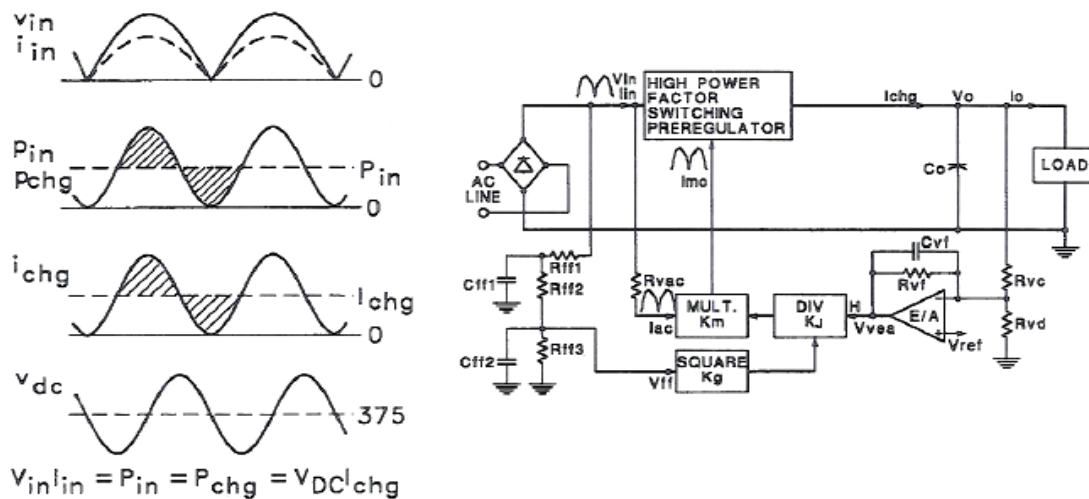 Vin
iin
0
Pin
Pchg
Pin
0
ichg
Ichg
0
vdc
375
VinIin = Pin = Pchg = VDCIchg
Vin
Iin
HIGH POWER
FACTOR
SWITCHING
PREREGULATOR
Ichg
Vo
Io
AC
LINE
Imo
Co
LOAD
Rff1
Cff1
Rff2
Rvac
Cvf
Rvf
Rvc
Iac
MULT.
Km
DIV
KJ
H
Vvea
E/A
Vref
Rvd
Cff2
Rff3
Vff
SQUARE
Kg